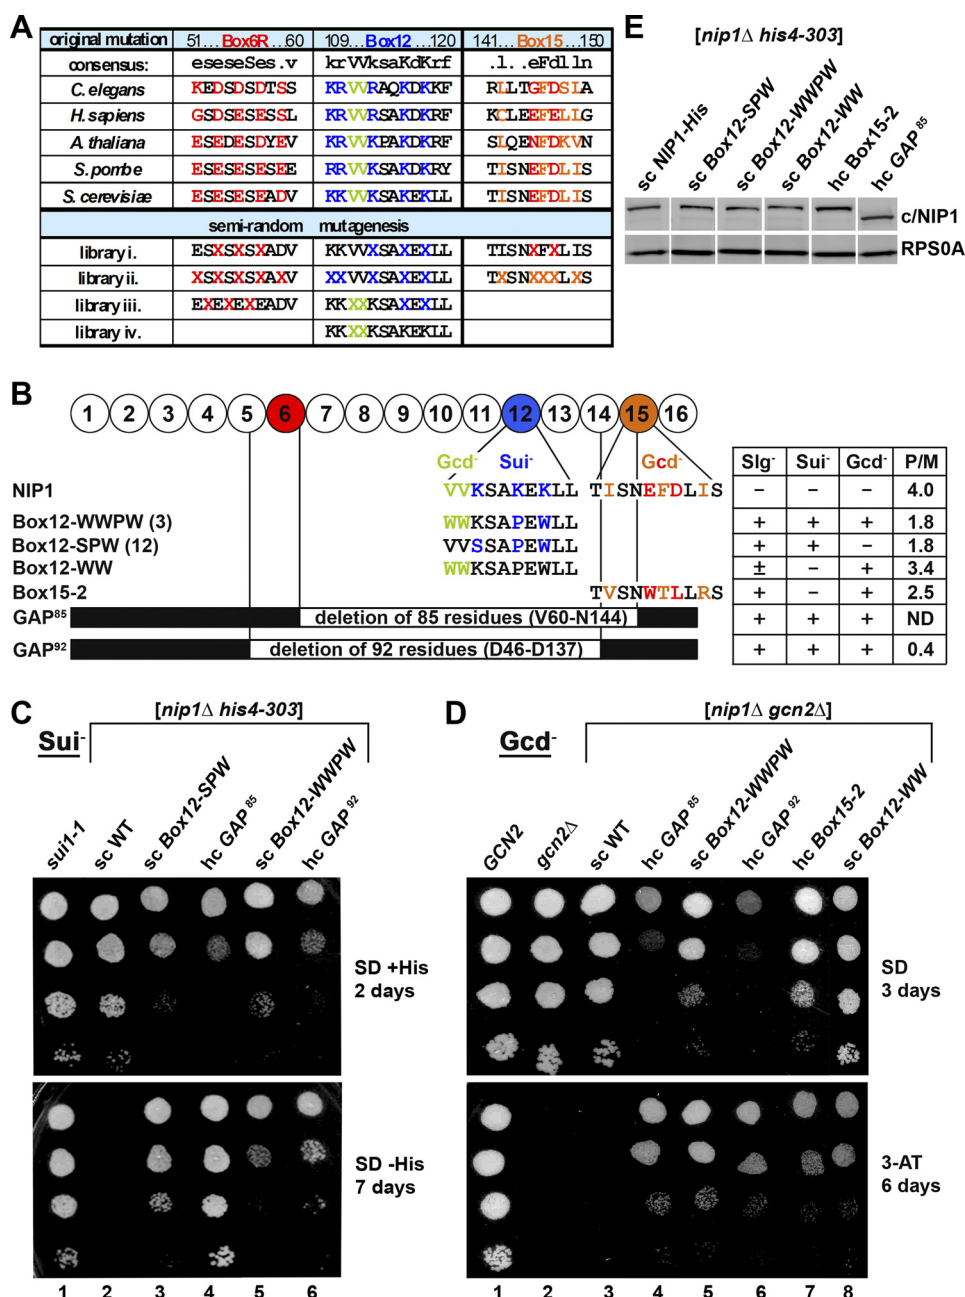 A
original mutation 51... Box6R ...60 109... Box12 ...120 141... Box15 ...150
consensus: eseseSes.v krVVksaKdKrf .l..eFdlln
C. elegans KEDSDSDTSS KRVVRAQKDKKF RLLTGFDSIA
H. sapiens GSDSESESES KRVVRSAKDKRF KCLEEFELIG
A. thaliana ESEDEESDYEV KRVVKPAKDKRF SLQENFDKVN
S. pombe ESESESESEE KRVVKSAKDKRY TISNEFDLIS
S. cerevisiae ESESESEADV KKVVKSAKEKLL TISNEFDLIS
semi-random mutagenesis
library i. ESXSXSXADV KKVVXSAXEXLL TISNXFXLIS
library ii. XSXSXSXAXV XXVVXSAXEXLL TXSNXXXLXS
library iii. EXEXEXEADV KKXXKSAXEXLL
library iv. KKXXKSAKEKLL
E
[nip1Δ his4-303]
sc NIP1-His
sc Box12-SPW
sc Box12-WWPW
sc Box12-WW
hc Box15-2
hc GAP85
c/NIP1
RPS0A
B
1 2 3 4 5 6 7 8 9 10 11 12 13 14 15 16
Gcd- Sui- Gcd-
Slg- Sui- Gcd- P/M
NIP1 VVKSAKEKLL TISNEFDLIS – – – 4.0
Box12-WWPW (3) WWKSAPEWLL + + + 1.8
Box12-SPW (12) VVSSAPEWLL + + – 1.8
Box12-WW WWKSAPEWLL ± – + 3.4
Box15-2 TVSNWTLLRS + – + 2.5
GAP85 deletion of 85 residues (V60-N144) + + + ND
GAP92 deletion of 92 residues (D46-D137) + + + 0.4
C
[nip1Δ his4-303]
Sui-
sui1-1
sc WT
sc Box12-SPW
hc GAP85
sc Box12-WWPW
hc GAP92
SD +His
2 days
SD -His
7 days
1 2 3 4 5 6
D
[nip1Δ gcn2Δ]
Gcd-
GCN2
gcn2Δ
sc WT
hc GAP85
sc Box12-WWPW
hc GAP92
hc Box15-2
sc Box12-WW
SD
3 days
3-AT
6 days
1 2 3 4 5 6 7 8